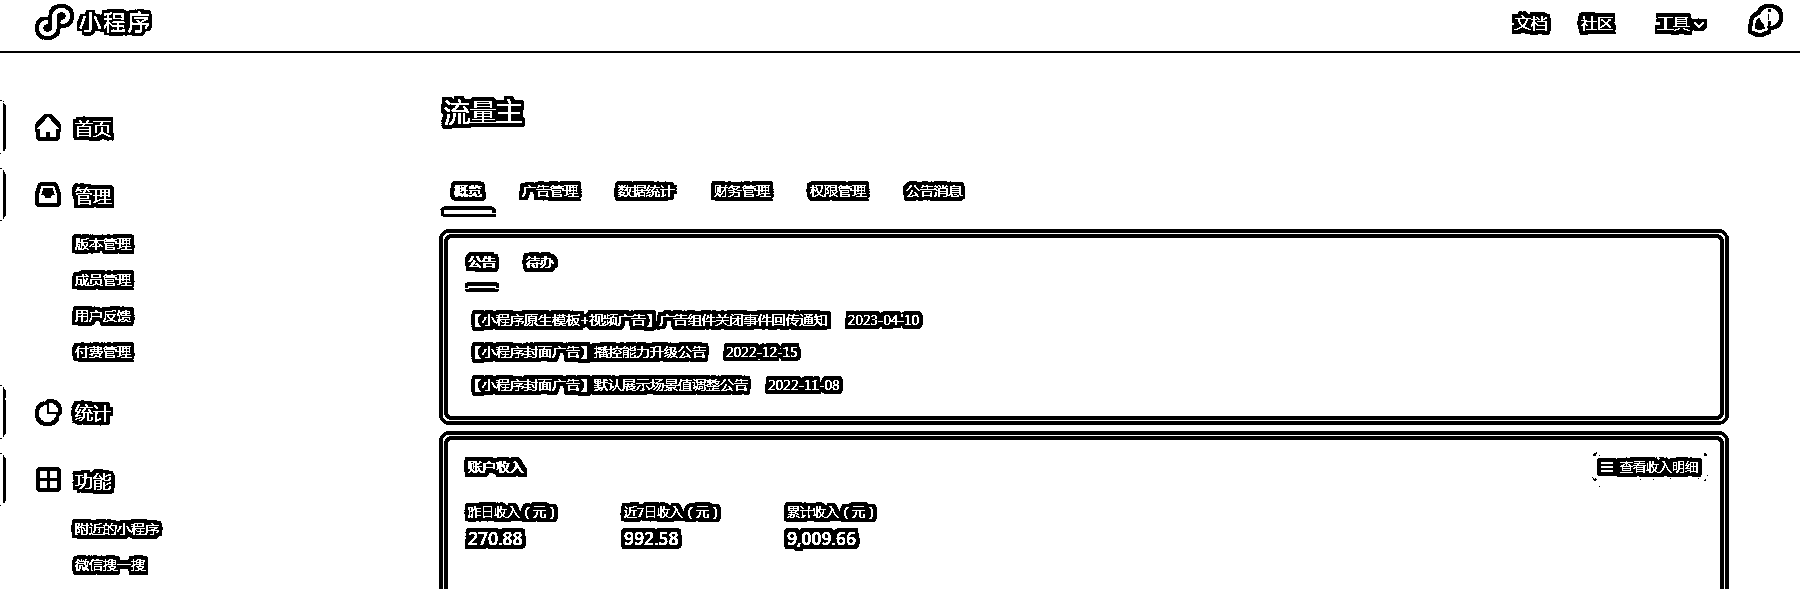 小程序
文档 社区 工具
首页
管理
版本管理
成员管理
用户反馈
付费管理
统计
功能
附近的小程序
微信搜一搜
流量主
概览 广告管理 数据统计 财务管理 权限管理 公告消息
公告 待办
【小程序原生模板+视频广告】广告组件关闭事件回传通知 2023-04-10
【小程序封面广告】播控能力升级公告 2022-12-15
【小程序封面广告】默认展示场景值调整公告 2022-11-08
账户收入 查看收入明细
昨日收入（元） 近7日收入（元） 累计收入（元）
270.88 992.58 9,009.66